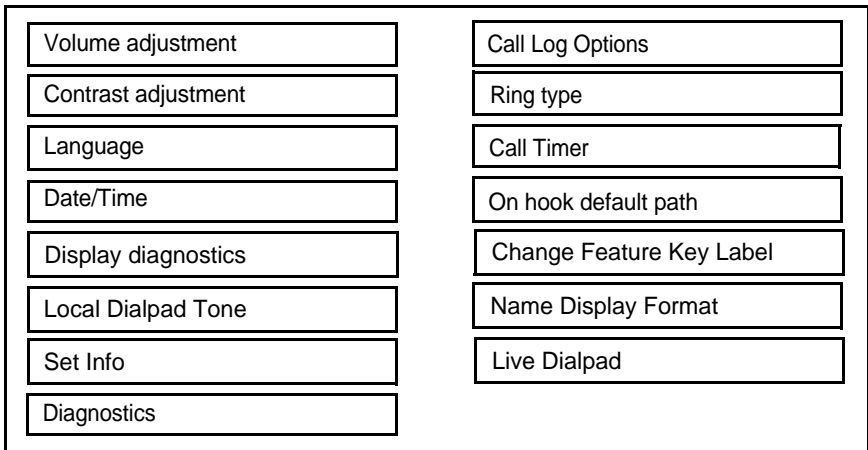 Volume adjustment
Contrast adjustment
Language
Date/Time
Display diagnostics
Local Dialpad Tone
Set Info
Diagnostics
Call Log Options
Ring type
Call Timer
On hook default path
Change Feature Key Label
Name Display Format
Live Dialpad